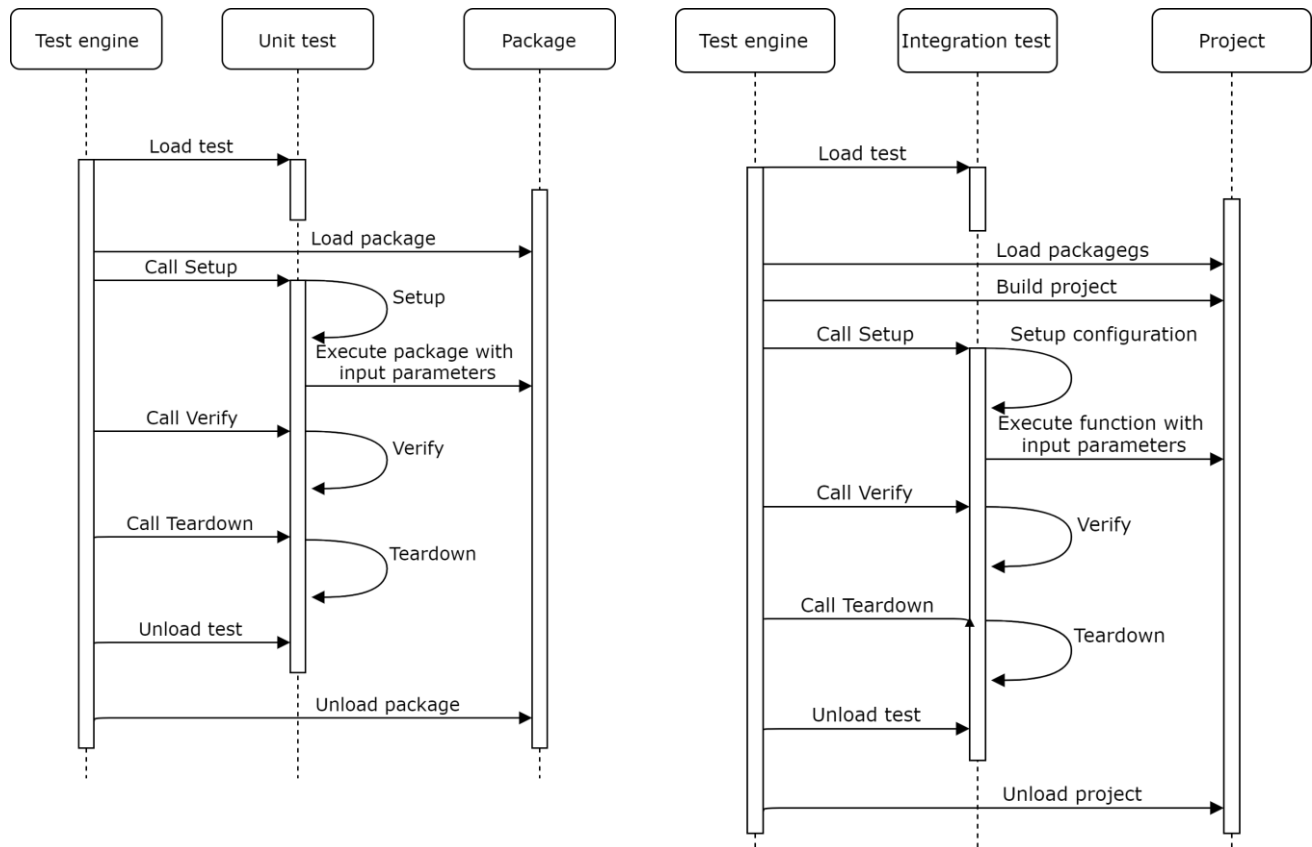 Test engine
Unit test
Package
Load test
Load package
Call Setup
Setup
Execute package with
input parameters
Call Verify
Verify
Call Teardown
Teardown
Unload test
Unload package
Test engine
Integration test
Project
Load test
Load packagegs
Build project
Call Setup
Setup configuration
Execute function with
input parameters
Call Verify
Verify
Call Teardown
Teardown
Unload test
Unload project